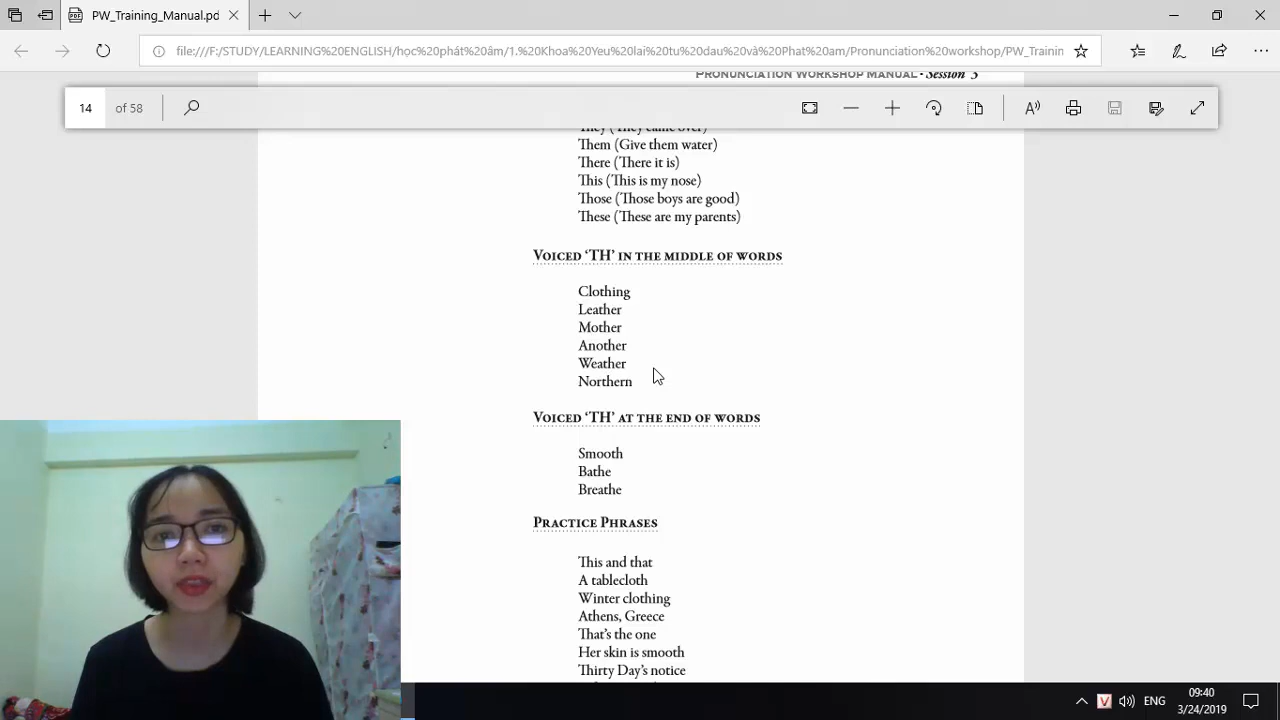 file:///F:/STUDY/LEARNING%20ENGLISH/học%20phát%20âm/1.%20Khoa%20Yeu%20lai%20tu%20dau%20và%20Phat%20am/Pronunciation%20workshop/PW_Trainin
Pronunciation Workshop Manual • Session 3
14 of 58
They (They came over)
Them (Give them water)
There (There it is)
This (This is my nose)
Those (Those boys are good)
These (These are my parents)
Voiced ‘TH’ in the middle of words
Clothing
Leather
Mother
Another
Weather
Northern
Voiced ‘TH’ at the end of words
Smooth
Bathe
Breathe
Practice Phrases
This and that
A tablecloth
Winter clothing
Athens, Greece
That’s the one
Her skin is smooth
Thirty Day’s notice
V ENG
09:40
3/24/2019